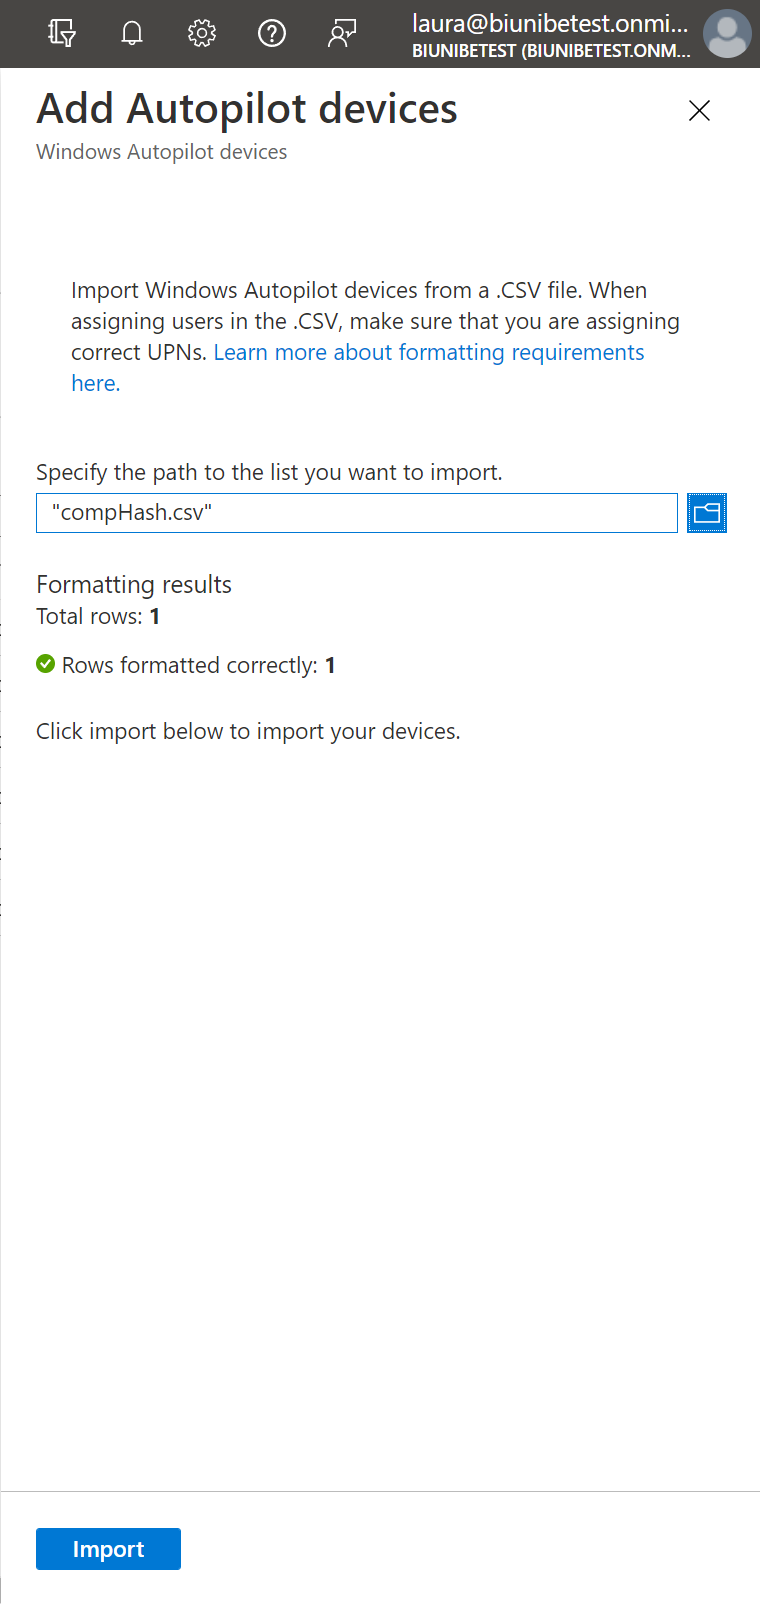 laura@biunibetest.onmi...
BIUNIBETEST (BIUNIBETEST.ONM...
Add Autopilot devices
Windows Autopilot devices
Import Windows Autopilot devices from a .CSV file. When
assigning users in the .CSV, make sure that you are assigning
correct UPNs. Learn more about formatting requirements
here.
Specify the path to the list you want to import.
"compHash.csv"
Formatting results
Total rows: 1
Rows formatted correctly: 1
Click import below to import your devices.
Import